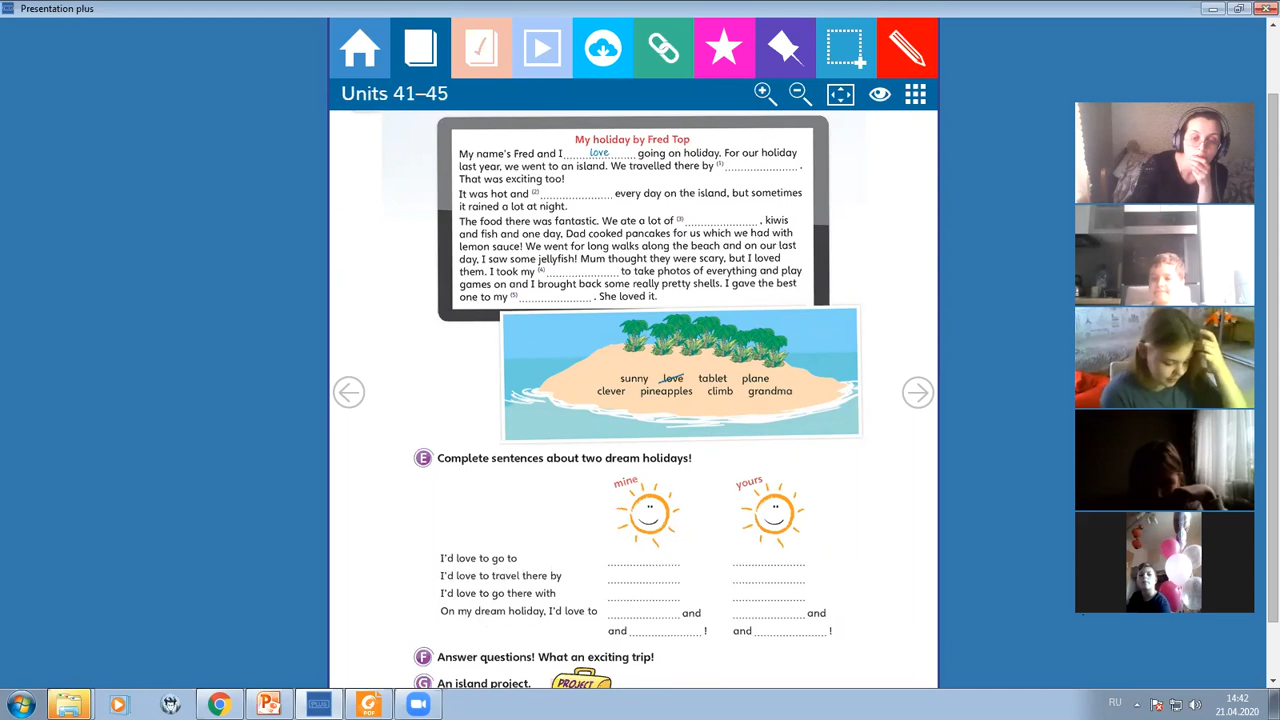 Presentation plus
Units 41–45
My holiday by Fred Top
My name's Fred and I love going on holiday. For our holiday
last year, we went to an island. We travelled there by (1) .
That was exciting too!
It was hot and (2) every day on the island, but sometimes
it rained a lot at night.
The food there was fantastic. We ate a lot of (3) , kiwis
and fish and one day, Dad cooked pancakes for us which we had with
lemon sauce! We went for long walks along the beach and on our last
day, I saw some jellyfish! Mum thought they were scary, but I loved
them. I took my (4) to take photos of everything and play
games on and I brought back some really pretty shells. I gave the best
one to my (5) . She loved it.
sunny love tablet plane
clever pineapples climb grandma
E Complete sentences about two dream holidays!
mine yours
I'd love to go to
I'd love to travel there by
I'd love to go there with
On my dream holiday, I'd love to and and
and ! and !
F Answer questions! What an exciting trip!
G An island project.
PROJECT
PLUS
PDF
RU
14:42
21.04.2020